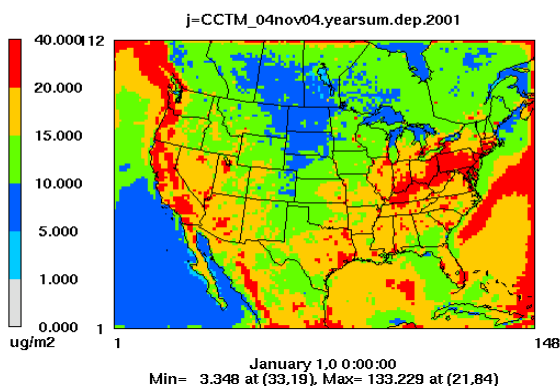 j=CCTM_04nov04.yearsum.dep.2001
40.000
20.000
15.000
10.000
5.000
1.000
0.000
ug/m2
112
1
1
148
January 1,0 0:00:00
Min= 3.348 at (33,19), Max= 133.229 at (21,84)